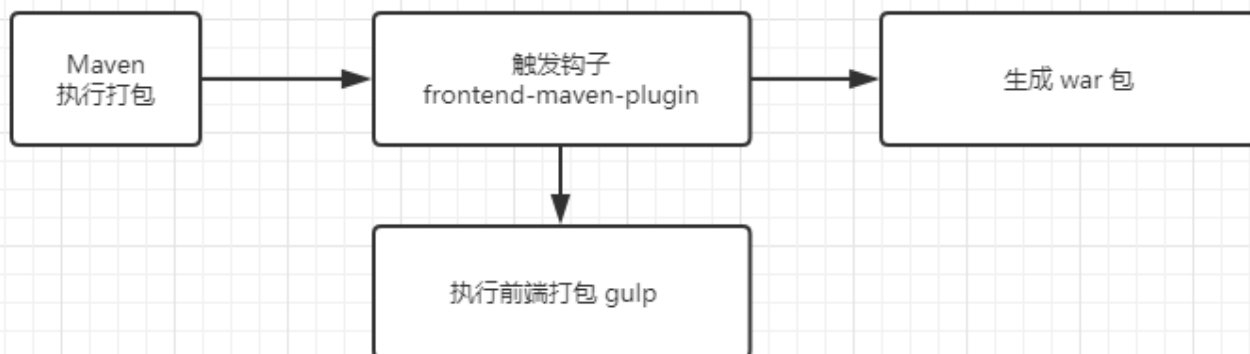 Maven
执行打包
触发钩子
frontend-maven-plugin
生成 war 包
执行前端打包 gulp